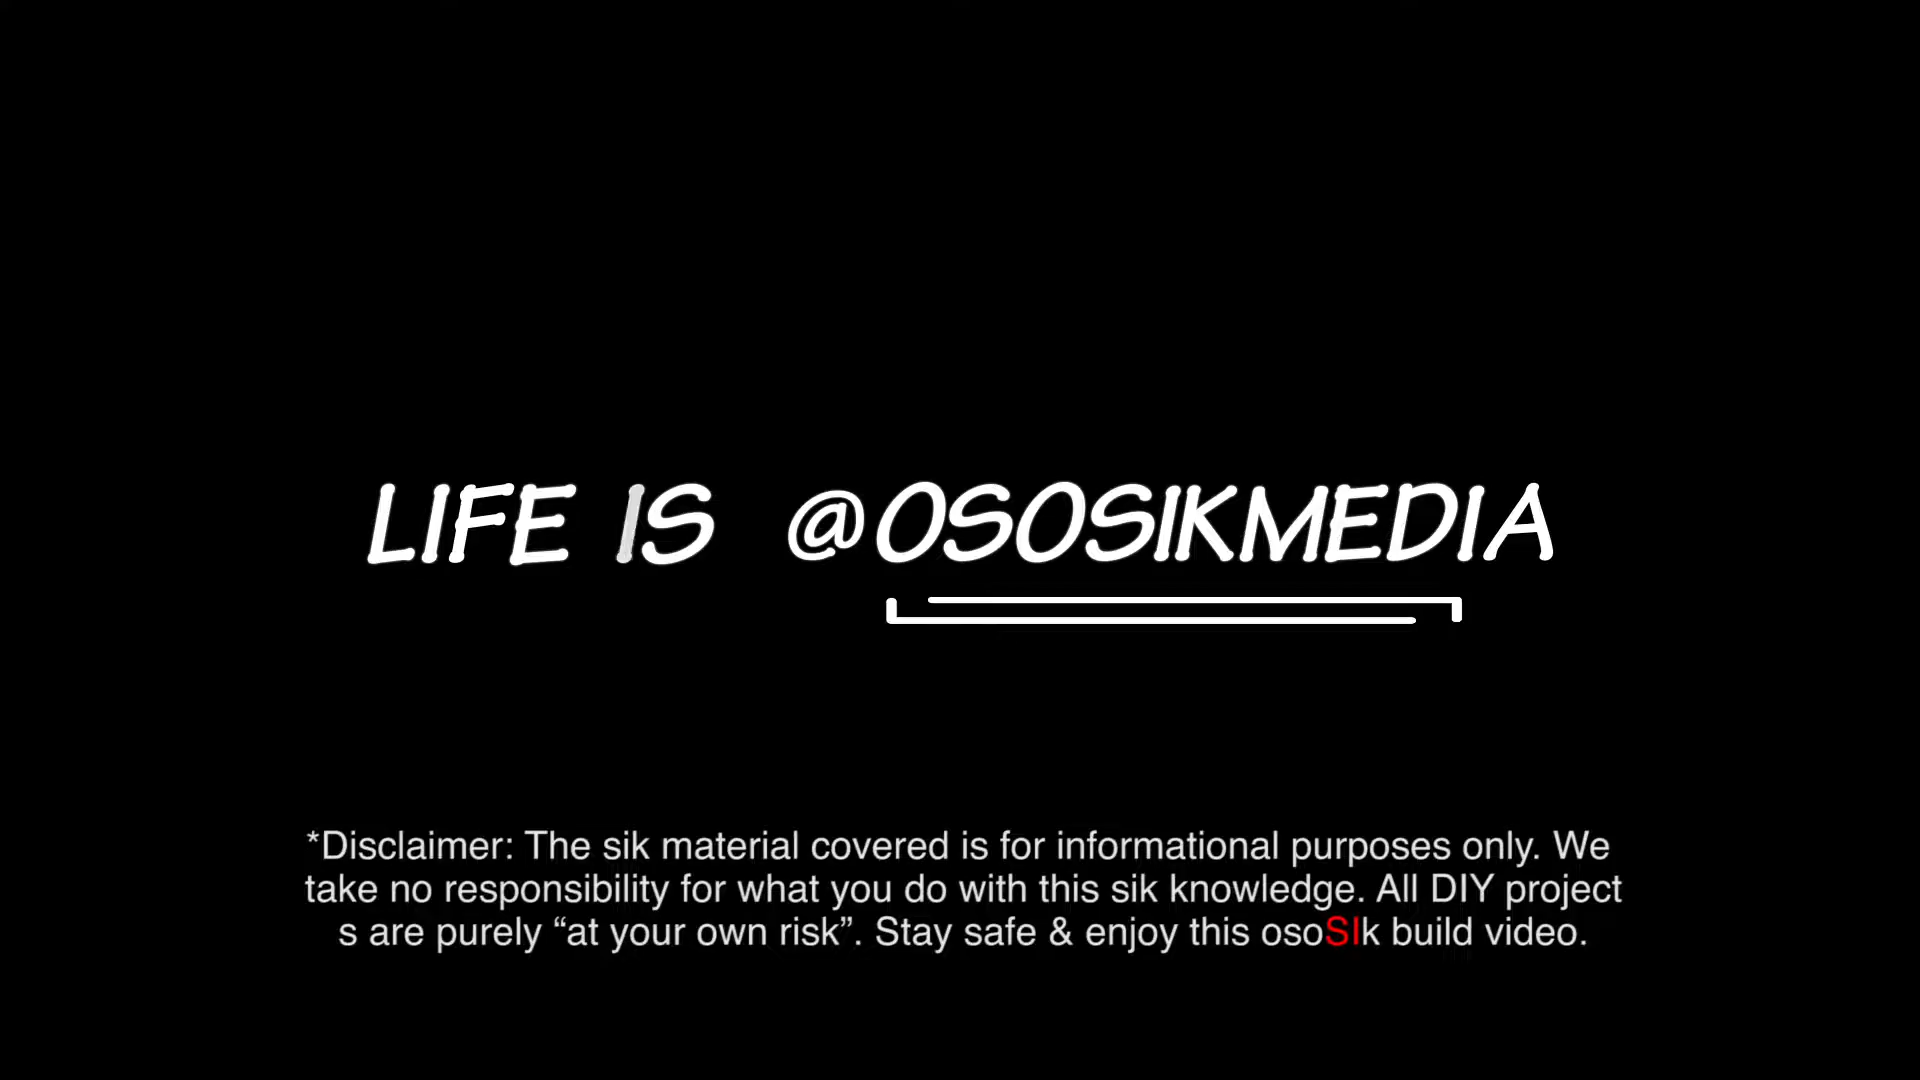 LIFE IS @OSOSIKMEDIA
*Disclaimer: The sik material covered is for informational purposes only. We
take no responsibility for what you do with this sik knowledge. All DIY project
s are purely “at your own risk”. Stay safe & enjoy this osoSIk build video.